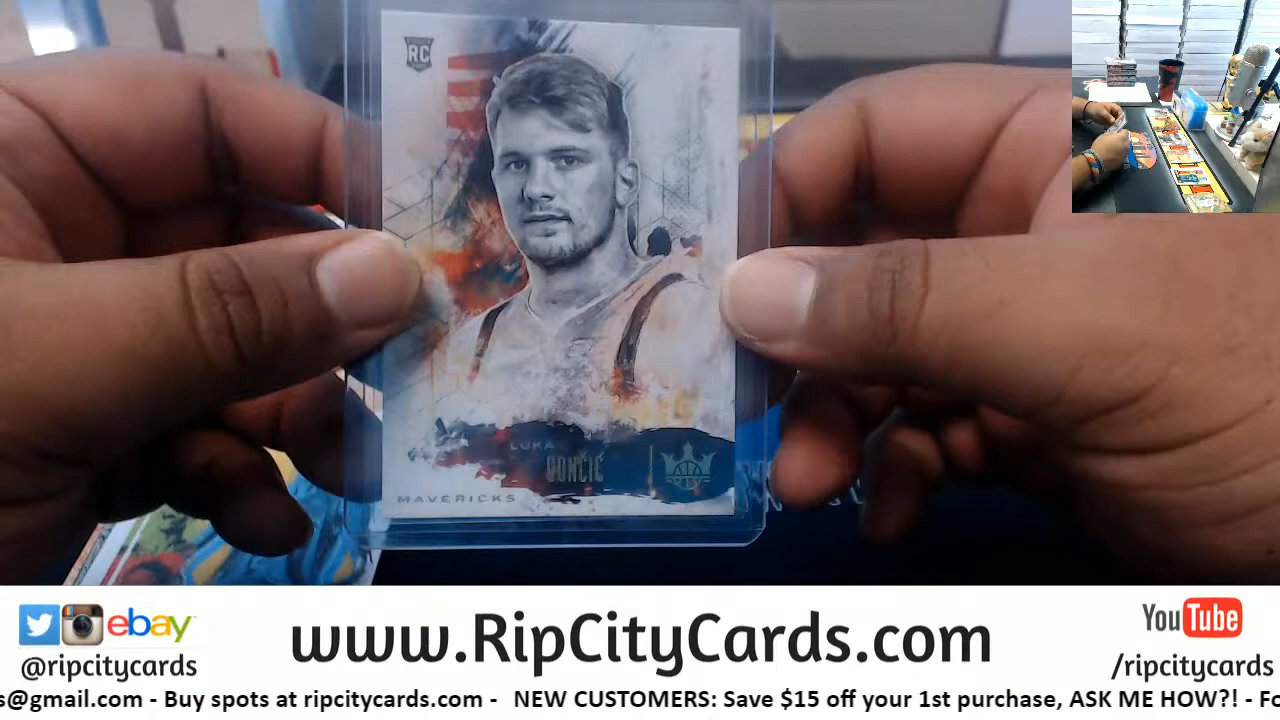 RC
LUKA
DONCIC
MAVERICKS
ebay
@ripcitycards
www.RipCityCards.com
YouTube
/ripcitycards
s@gmail.com - Buy spots at ripcitycards.com - NEW CUSTOMERS: Save $15 off your 1st purchase, ASK ME HOW?! - Fo